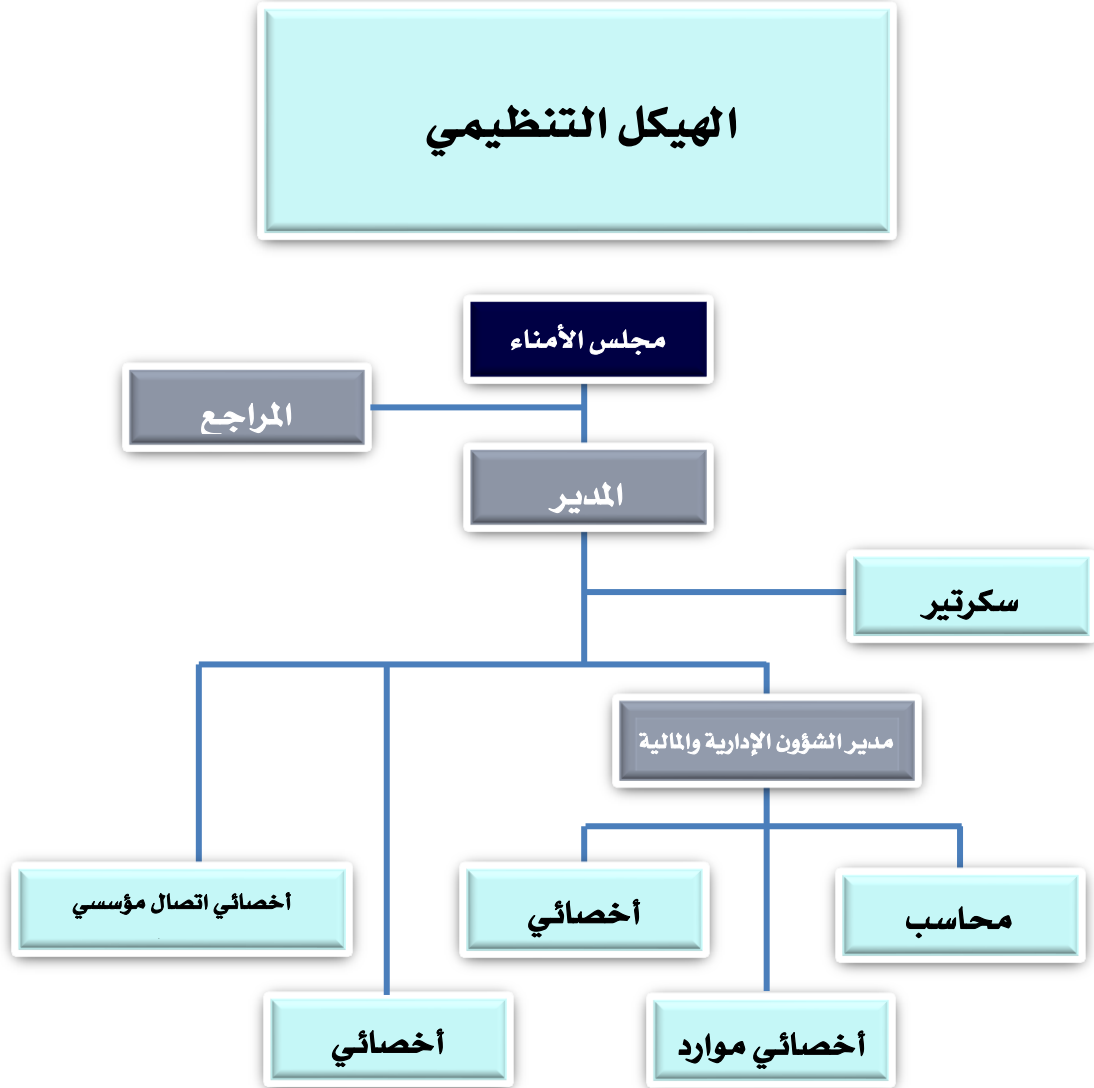 الهيكل التنظيمي
مجلس الأمناء
المراجع
المدير
سكرتير
مدير الشؤون الإدارية والمالية
أخصائي اتصال مؤسسي
أخصائي
محاسب
أخصائي
أخصائي موارد